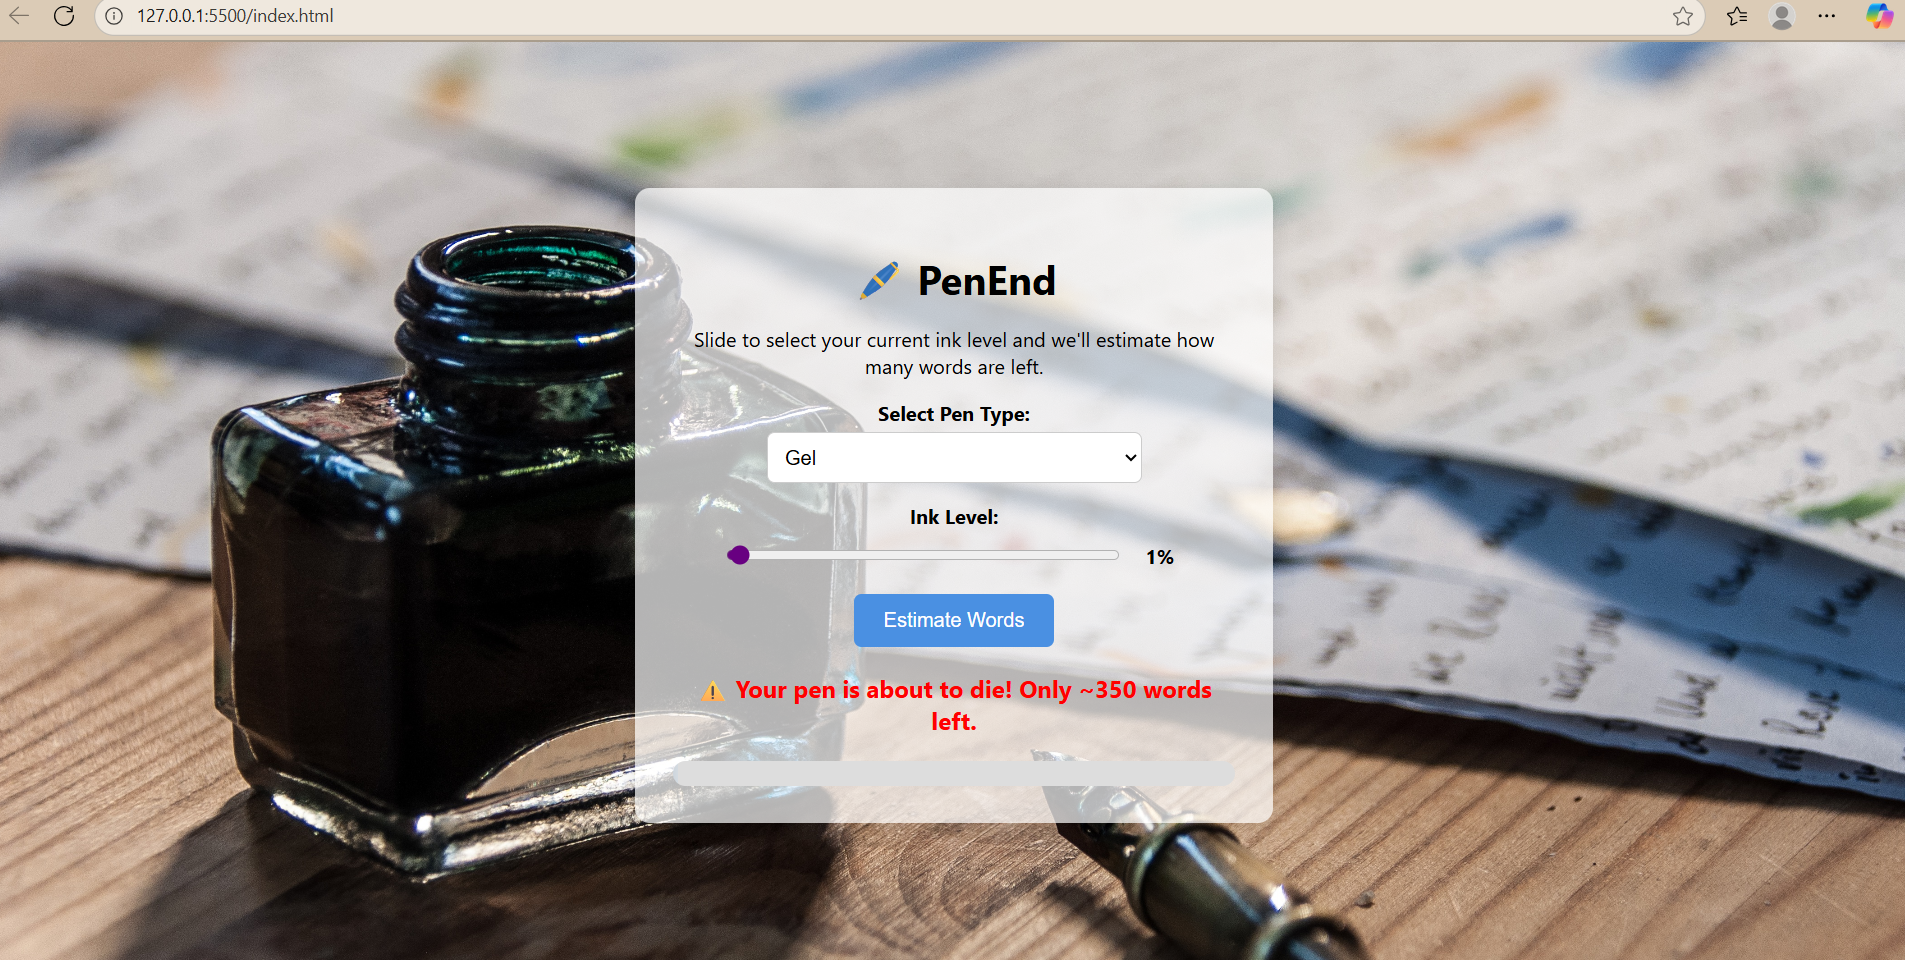 127.0.0.1:5500/index.html
PenEnd
Slide to select your current ink level and we'll estimate how
many words are left.
Select Pen Type:
Gel
Ink Level:
1%
Estimate Words
⚠️ Your pen is about to die! Only ~350 words
left.